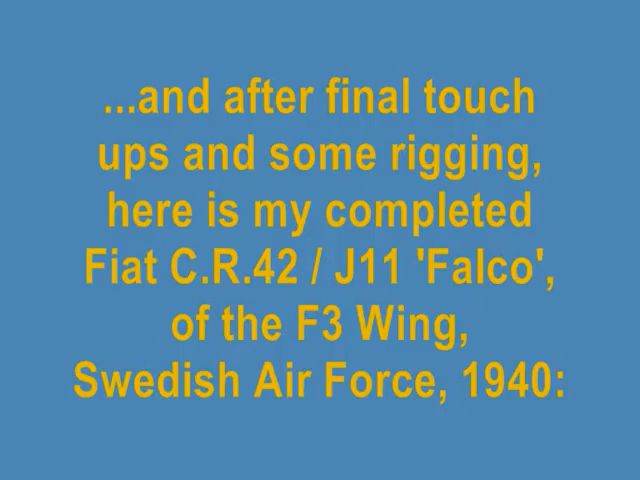 ...and after final touch
ups and some rigging,
here is my completed
Fiat C.R.42 / J11 'Falco',
of the F3 Wing,
Swedish Air Force, 1940: